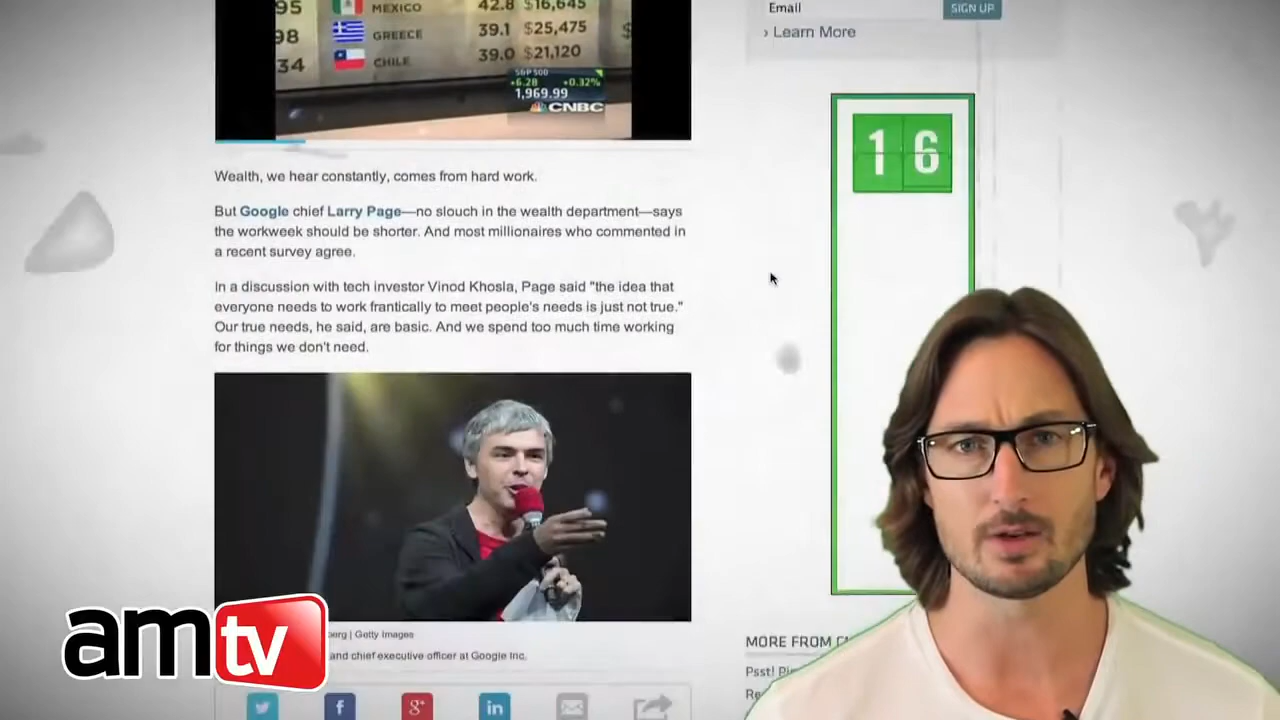 95 MEXICO 42.8 $16,645
98 GREECE 39.1 $25,475 $
34 CHILE 39.0 $21,120
S&P 500
+6.28 +0.32%
1,969.99
CNBC
Email
SIGN UP
› Learn More
16
Wealth, we hear constantly, comes from hard work.
But Google chief Larry Page—no slouch in the wealth department—says
the workweek should be shorter. And most millionaires who commented in
a recent survey agree.
In a discussion with tech investor Vinod Khosla, Page said "the idea that
everyone needs to work frantically to meet people's needs is just not true."
Our true needs, he said, are basic. And we spend too much time working
for things we don't need.
berg | Getty Images
and chief executive officer at Google Inc.
MORE FROM
Psst!
amtv
f
g+
in